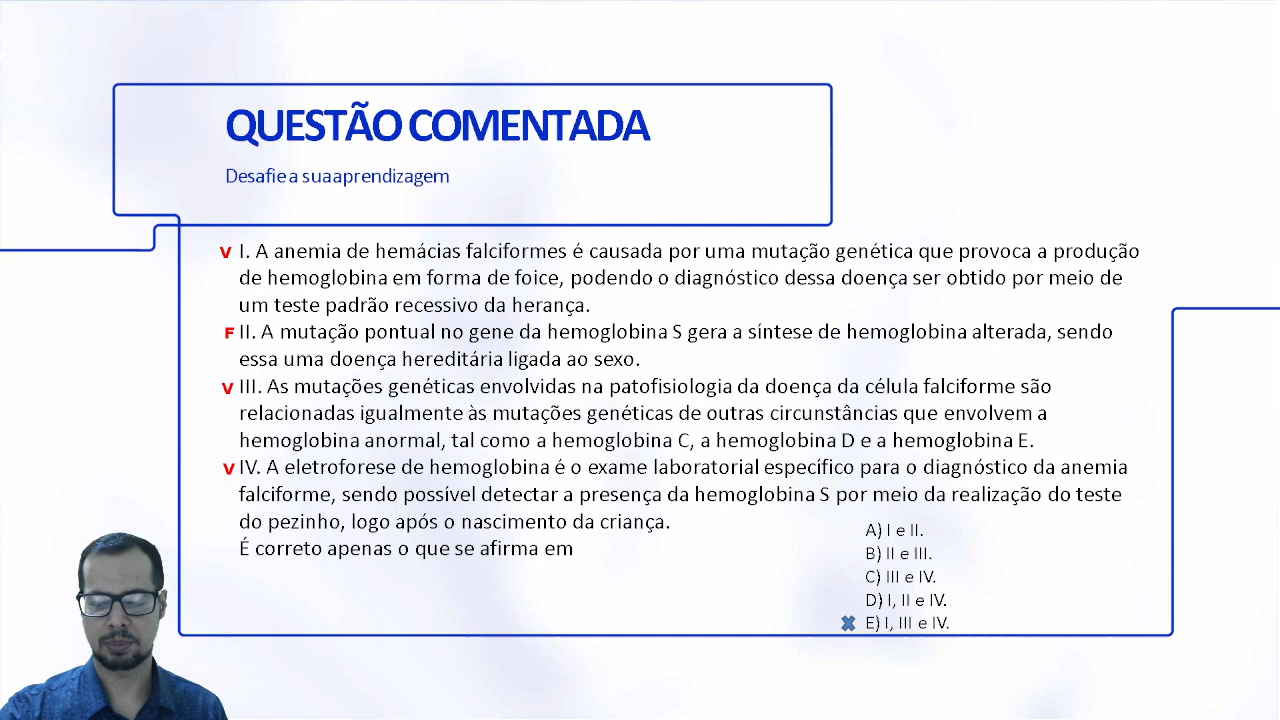 QUESTÃO COMENTADA
Desafie a sua aprendizagem
V I. A anemia de hemácias falciformes é causada por uma mutação genética que provoca a produção
de hemoglobina em forma de foice, podendo o diagnóstico dessa doença ser obtido por meio de
um teste padrão recessivo da herança.
F II. A mutação pontual no gene da hemoglobina S gera a síntese de hemoglobina alterada, sendo
essa uma doença hereditária ligada ao sexo.
V III. As mutações genéticas envolvidas na patofisiologia da doença da célula falciforme são
relacionadas igualmente às mutações genéticas de outras circunstâncias que envolvem a
hemoglobina anormal, tal como a hemoglobina C, a hemoglobina D e a hemoglobina E.
V IV. A eletroforese de hemoglobina é o exame laboratorial específico para o diagnóstico da anemia
falciforme, sendo possível detectar a presença da hemoglobina S por meio da realização do teste
do pezinho, logo após o nascimento da criança.
É correto apenas o que se afirma em
A) I e II.
B) II e III.
C) III e IV.
D) I, II e IV.
E) I, III e IV.